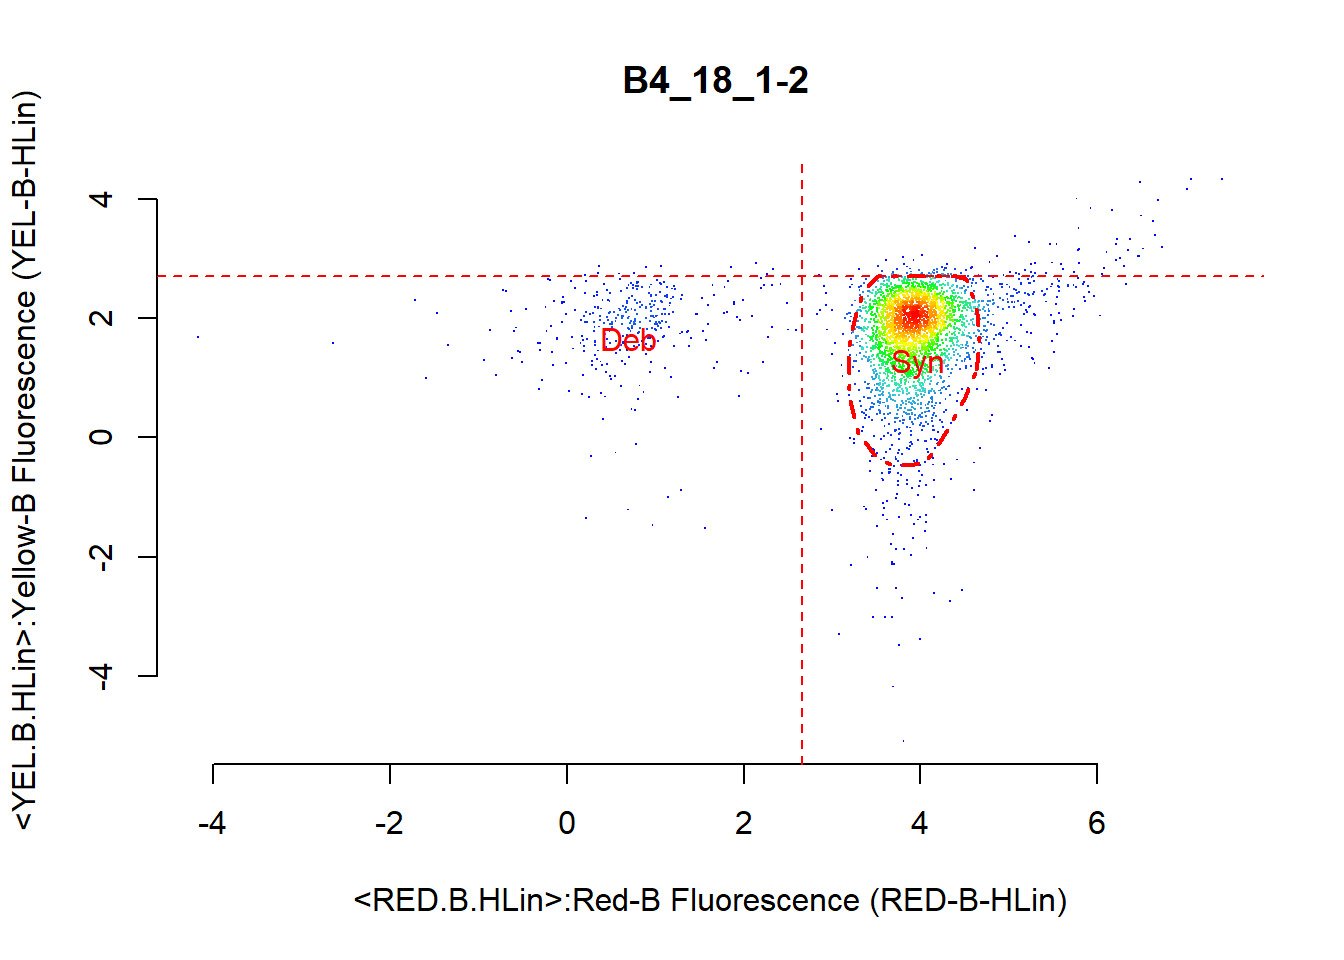 B4_18_1-2
<YEL.B.HLin>:Yellow-B Fluorescence (YEL-B-HLin)
4
2
0
-2
-4
Deb
Syn
-4 -2 0 2 4 6
<RED.B.HLin>:Red-B Fluorescence (RED-B-HLin)